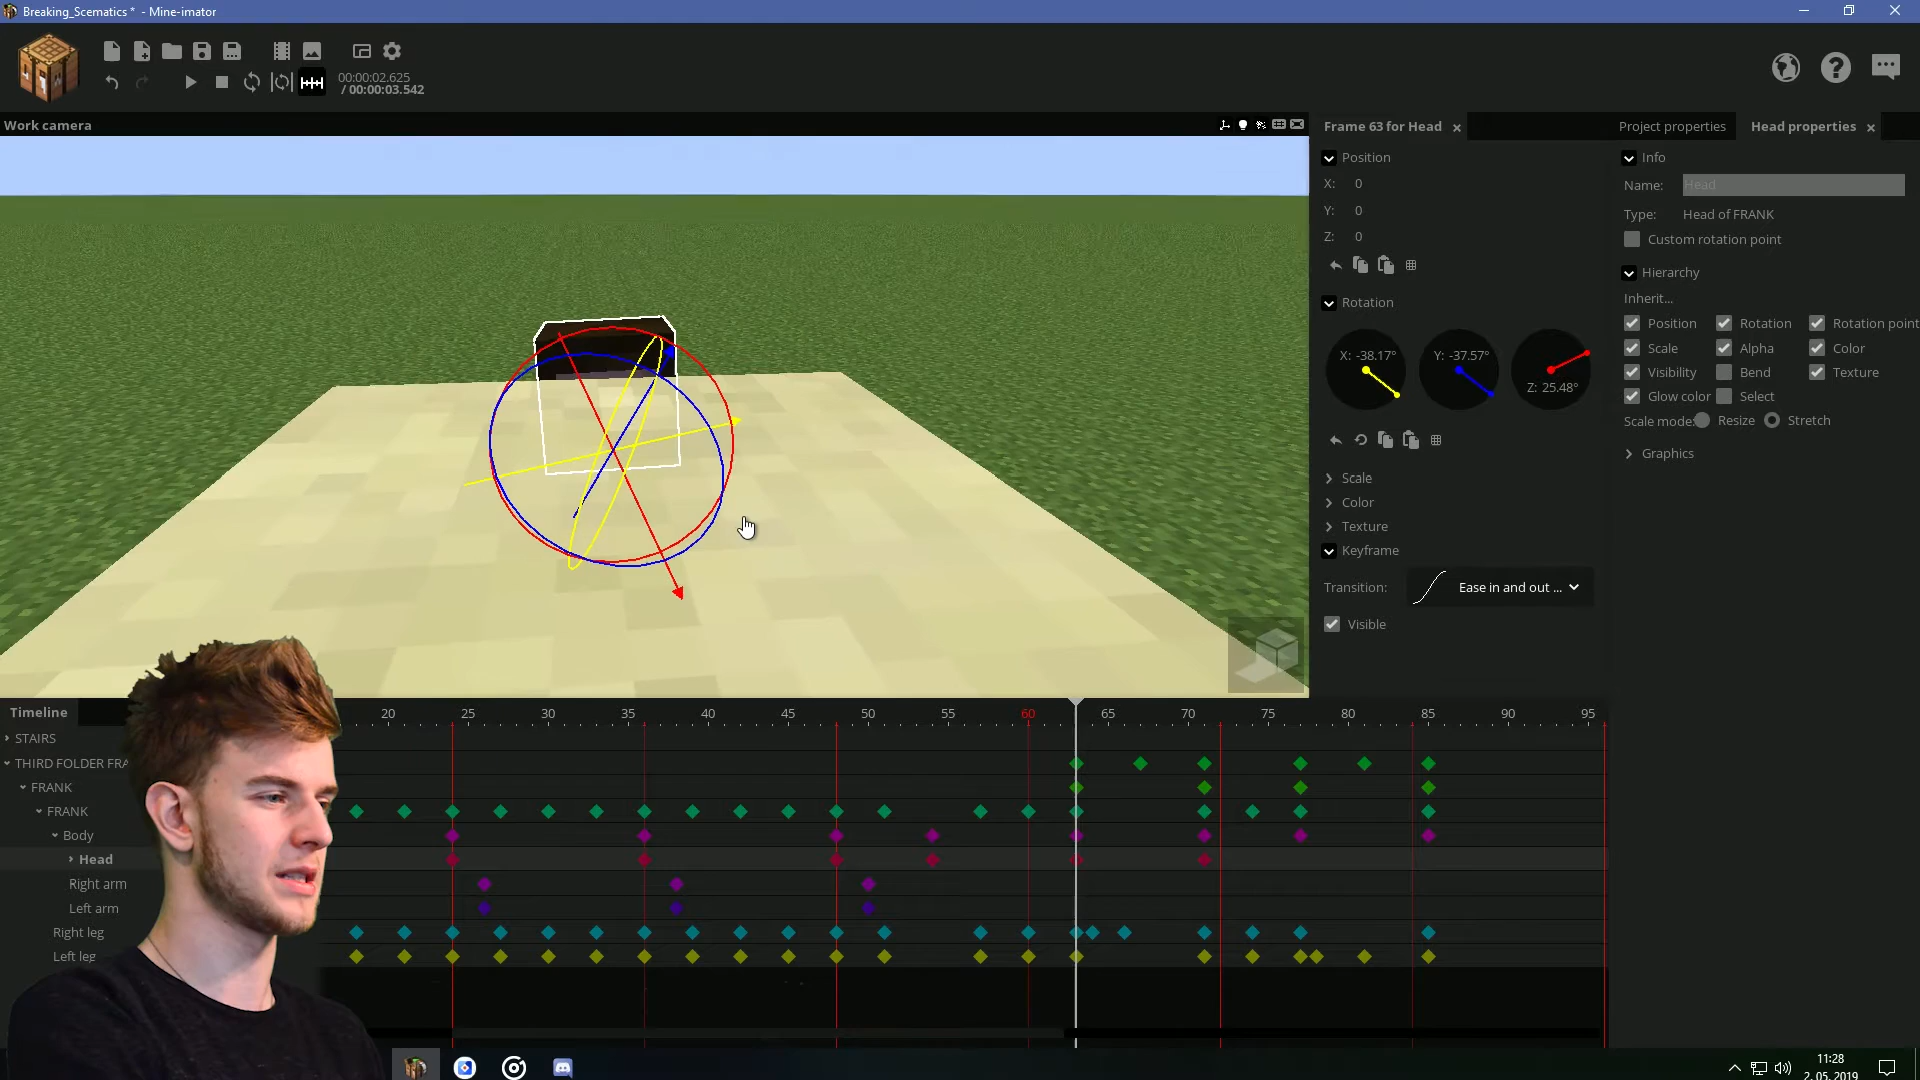 Breaking_Scematics * - Mine-imator
00:00:02.625
/ 00:00:03.542
Work camera
Frame 63 for Head
Project properties
Head properties
Position
X: 0
Y: 0
Z: 0
Rotation
X: -38.17°
Y: -37.57°
Z: 25.48°
Scale
Color
Texture
Keyframe
Transition:
Ease in and out ...
Visible
Info
Name:
Head
Type: Head of FRANK
Custom rotation point
Hierarchy
Inherit...
Position
Rotation
Rotation point
Scale
Alpha
Color
Visibility
Bend
Texture
Glow color
Select
Scale mode:
Resize
Stretch
Graphics
Timeline
20 25 30 35 40 45 50 55 60 65 70 75 80 85 90 95
STAIRS
THIRD FOLDER FRA
FRANK
FRANK
Body
Head
Right arm
Left arm
Right leg
Left leg
11:28
2. 05. 2019